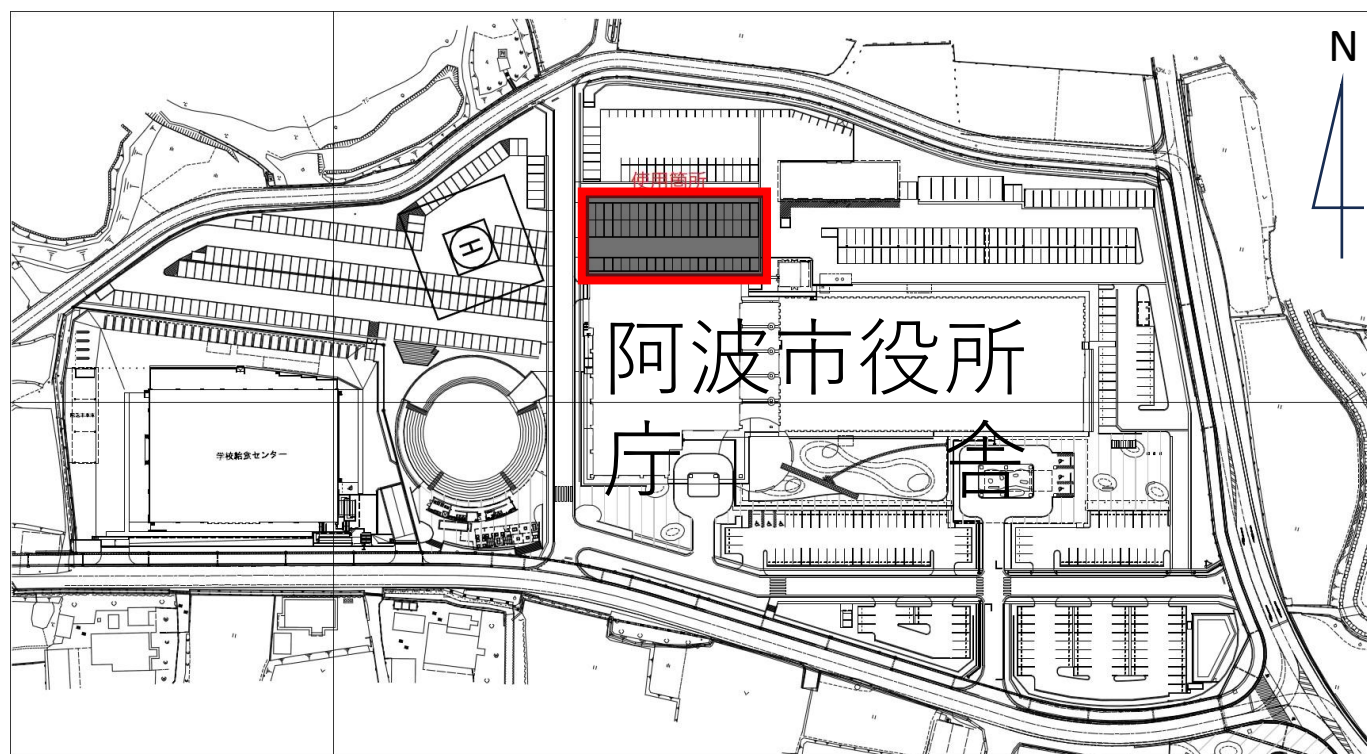 N
使用箇所
H
阿波市役所
庁 舎
学校給食センター